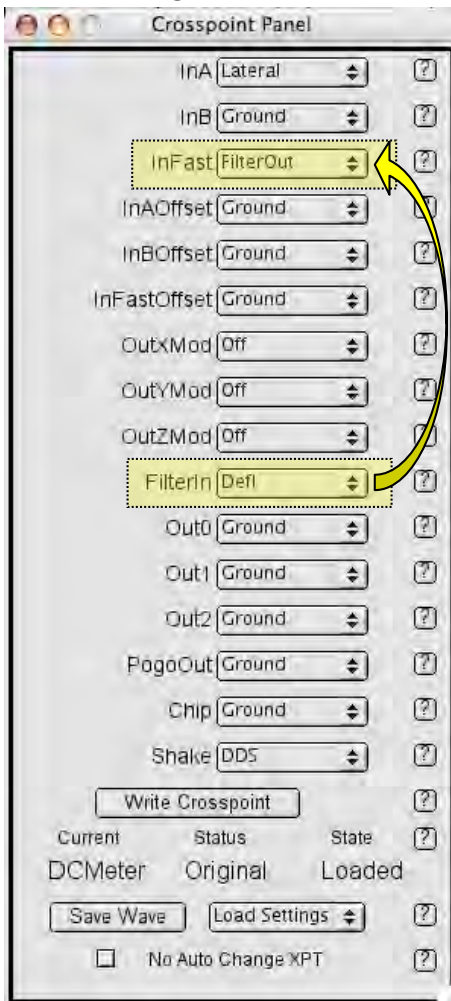 Crosspoint Panel
InA Lateral ?
InB Ground ?
InFast FilterOut ?
InAOffset Ground ?
InBOffset Ground ?
InFastOffset Ground ?
OutXMod Off ?
OutYMod Off ?
OutZMod Off ?
FilterIn Defl ?
Out0 Ground ?
Out1 Ground ?
Out2 Ground ?
PogoOut Ground ?
Chip Ground ?
Shake DDS ?
Write Crosspoint ?
Current Status State ?
DCMeter Original Loaded
Save Wave Load Settings ?
No Auto Change XPT ?